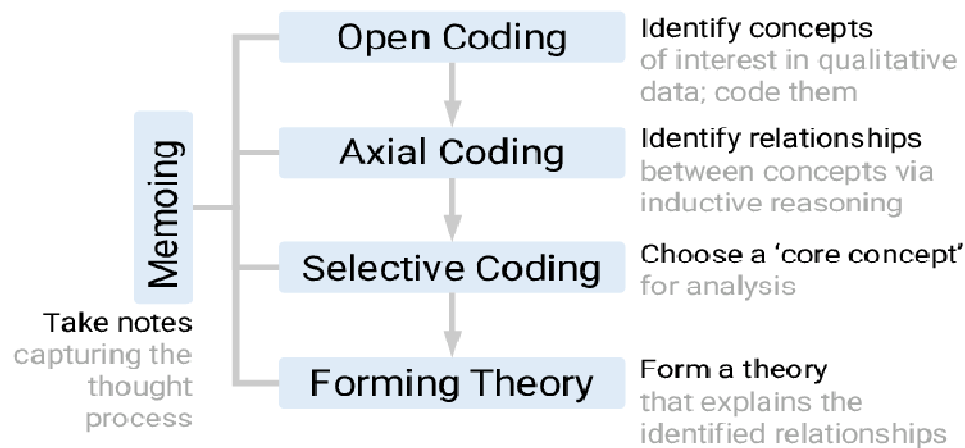 Open Coding
Identify concepts
of interest in qualitative
data; code them
Axial Coding
Identify relationships
between concepts via
inductive reasoning
Memoing
Selective Coding
Choose a ‘core concept’
for analysis
Take notes
capturing the
thought
process
Forming Theory
Form a theory
that explains the
identified relationships